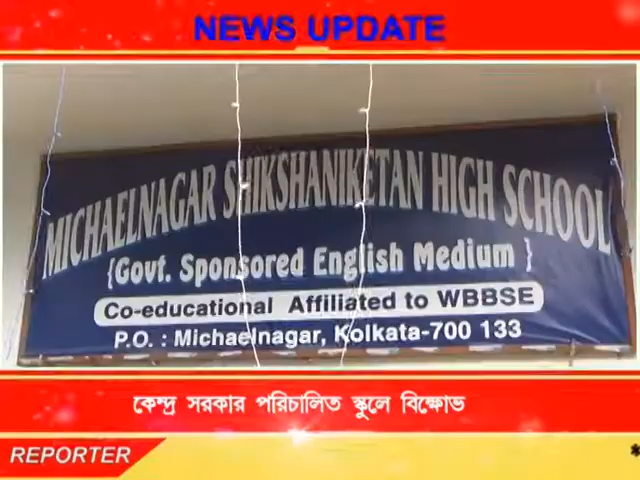 NEWS UPDATE
MICHAELNAGAR SHIKSHANIKETAN HIGH SCHOOL
{Govt. Sponsored English Medium}
Co-educational Affiliated to WBBSE
P.O. : Michaelnagar, Kolkata-700 133
কেন্দ্র সরকার পরিচালিত স্কুলে বিক্ষোভ
REPORTER
*